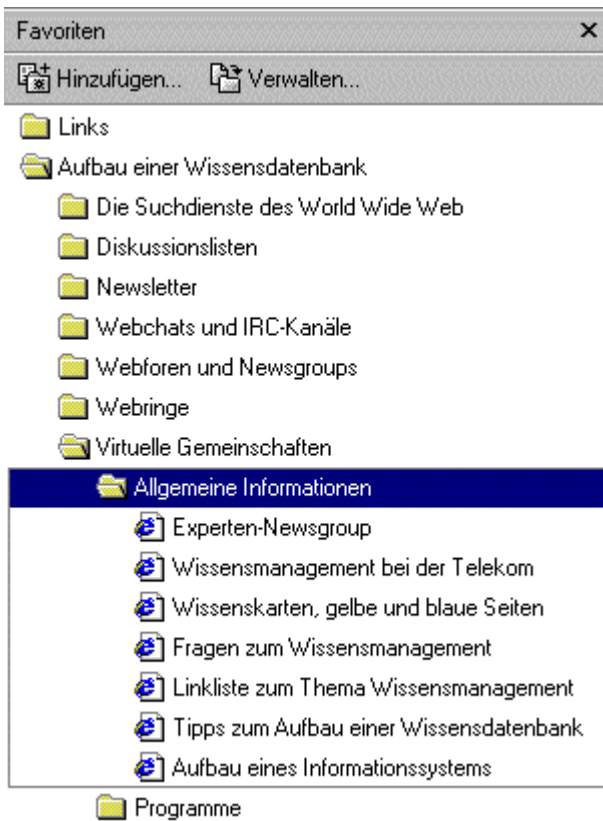 Favoriten
Hinzufügen... Verwalten...
Links
Aufbau einer Wissensdatenbank
Die Suchdienste des World Wide Web
Diskussionslisten
Newsletter
Webchats und IRC-Kanäle
Webforen und Newsgroups
Webringe
Virtuelle Gemeinschaften
Allgemeine Informationen
Experten-Newsgroup
Wissensmanagement bei der Telekom
Wissenskarten, gelbe und blaue Seiten
Fragen zum Wissensmanagement
Linkliste zum Thema Wissensmanagement
Tipps zum Aufbau einer Wissensdatenbank
Aufbau eines Informationssystems
Programme